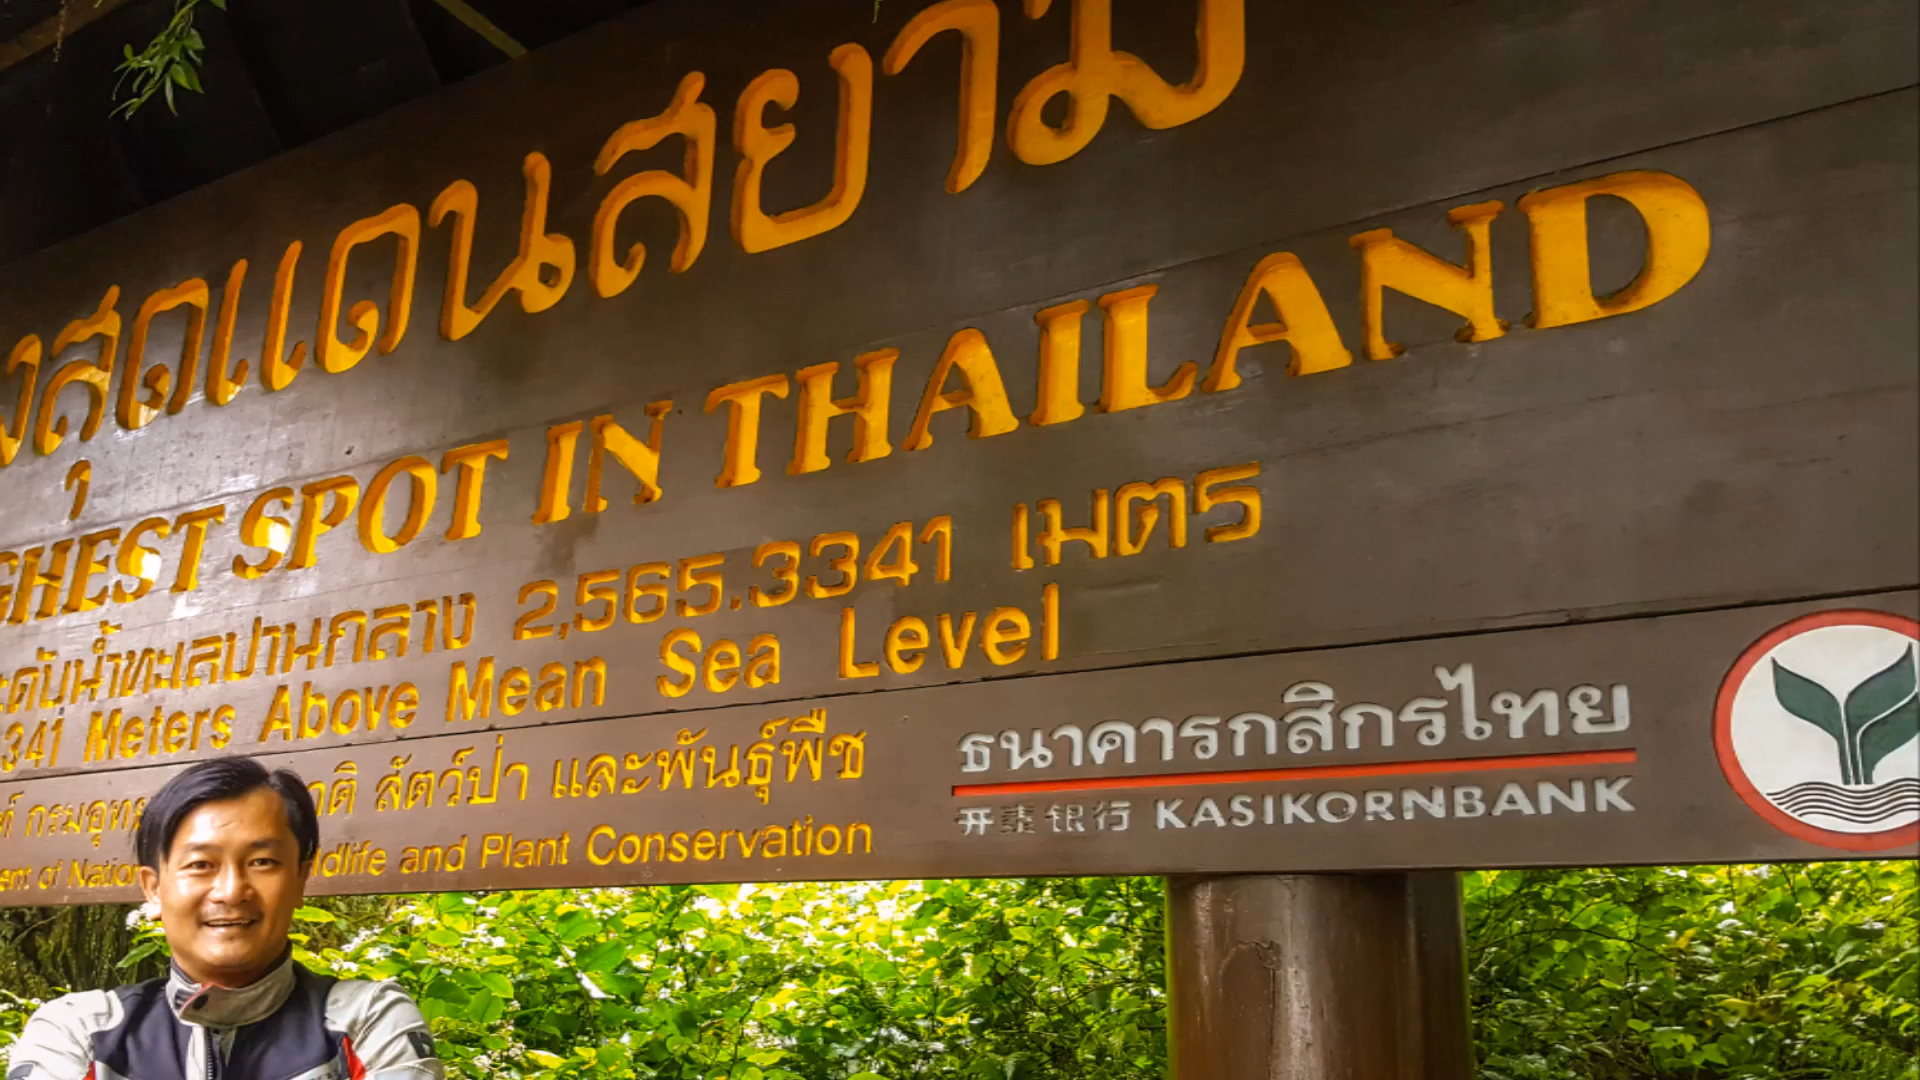 สุดแดนสยาม
GHEST SPOT IN THAILAND
ะดับน้ำทะเลปานกลาง 2,565.3341 เมตร
341 Meters Above Mean Sea Level
สัตว์ป่า และพันธุ์พืช
and Plant Conservation
ธนาคารกสิกรไทย
开泰银行 KASIKORNBANK